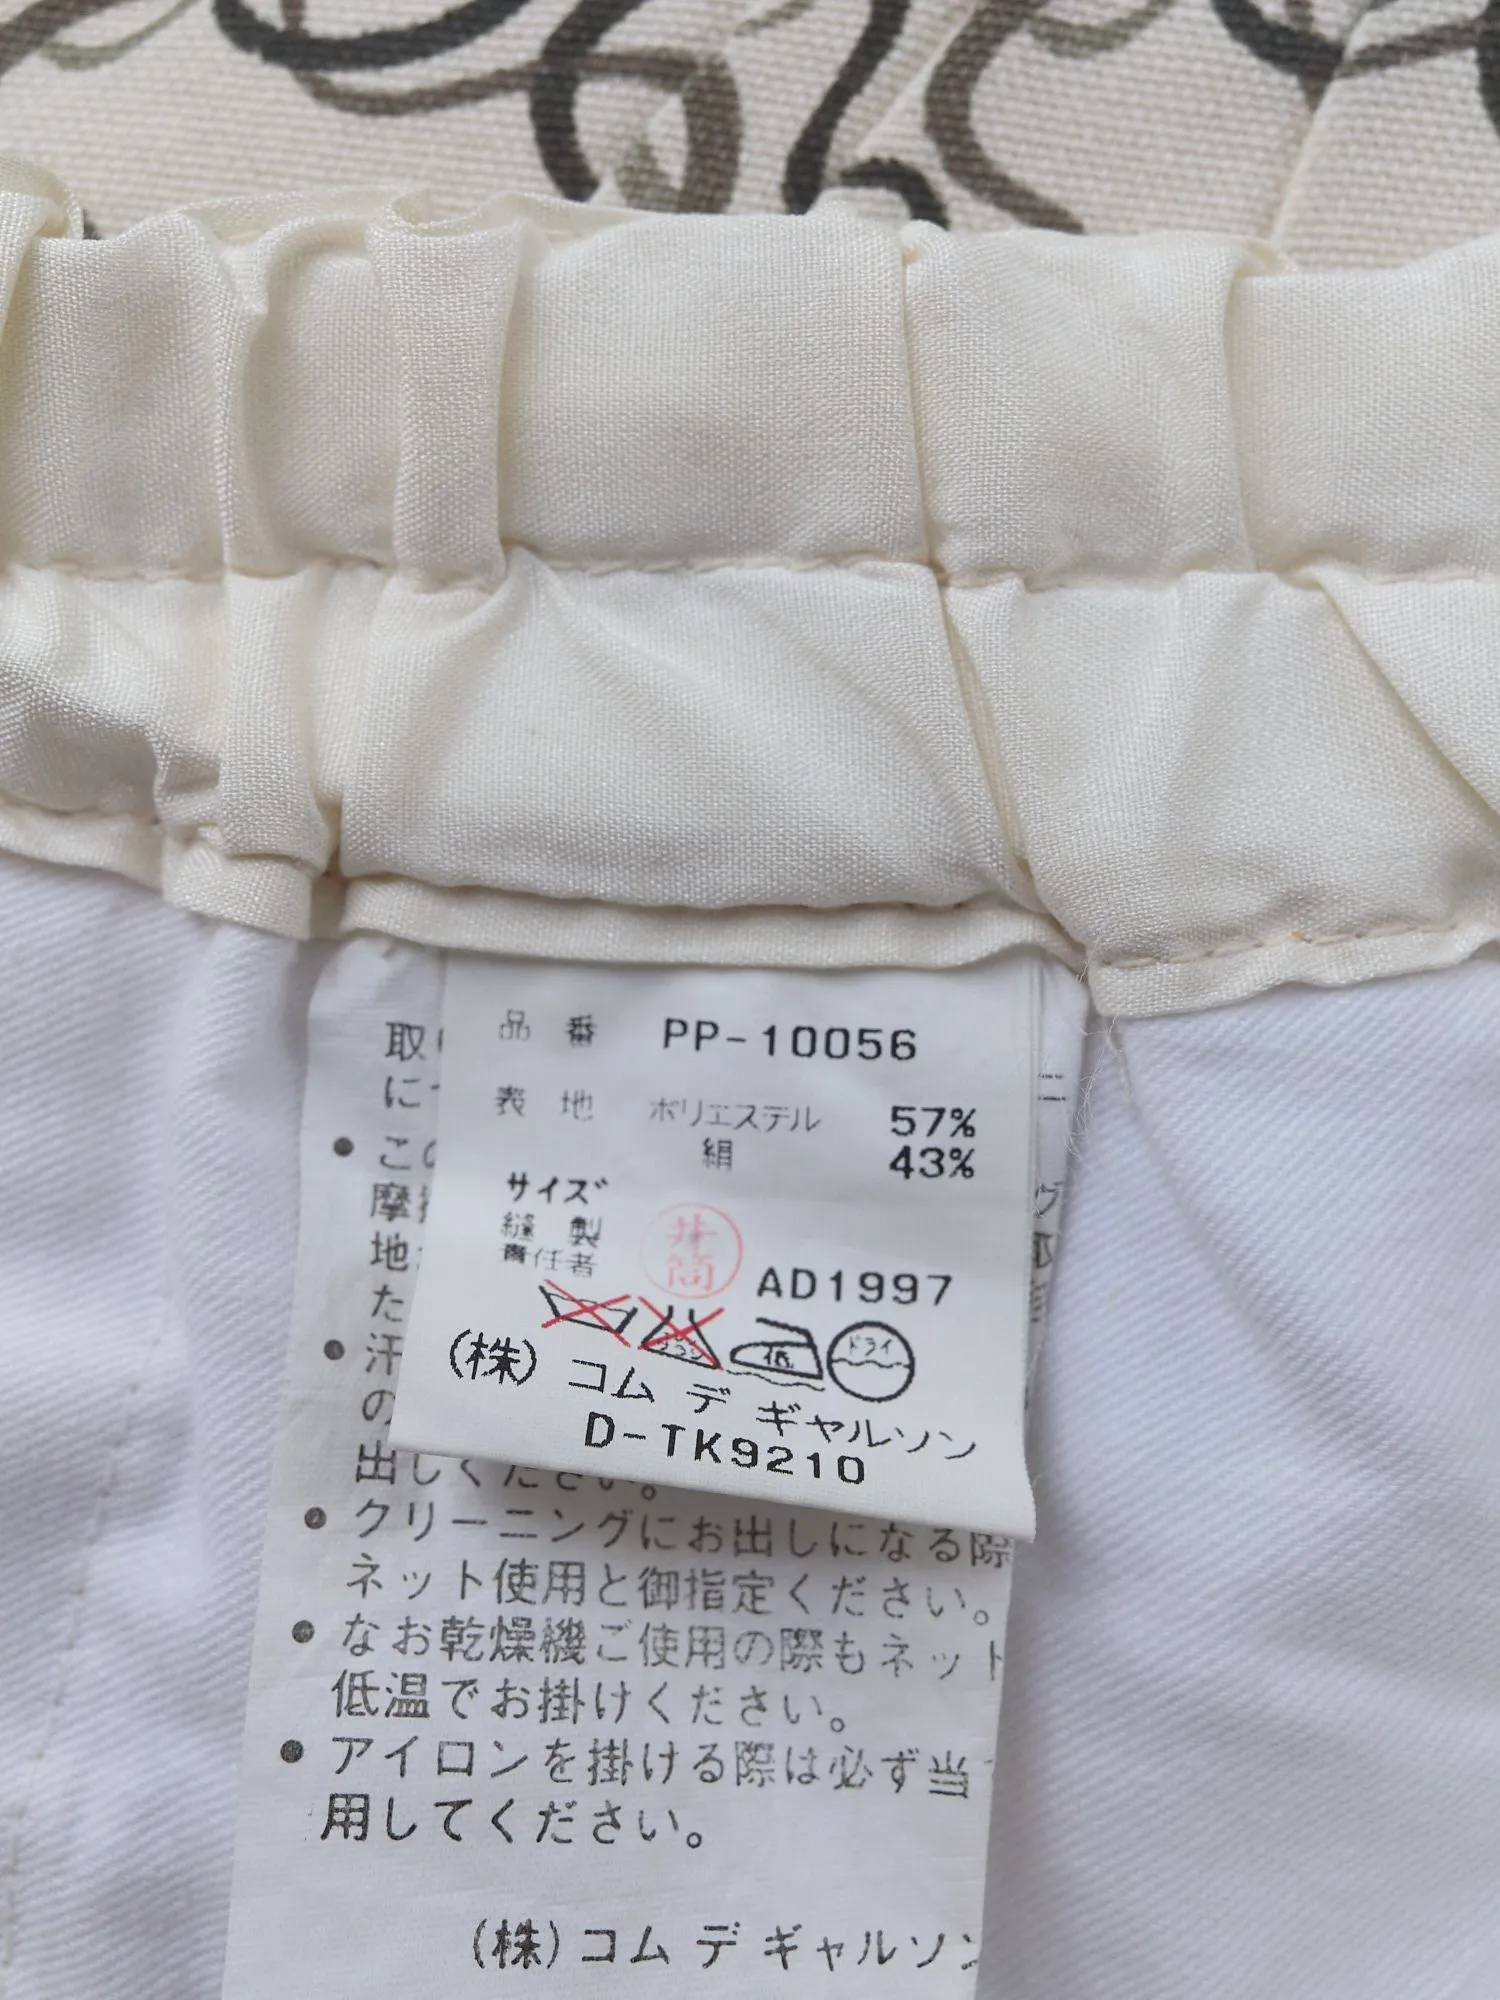 品 番 PP-10056
表 地 ポリエステル 57%
絹 43%
サイズ
縫 製
責任者
井筒
AD1997
低
ドライ
(株) コム デ ギャルソン
D-TK9210
取
に
● こ
摩
地
た
● 汗
の
出しください。
● クリーニングにお出しになる際
ネット使用と御指定ください。
● なお乾燥機ご使用の際もネット
低温でお掛けください。
● アイロンを掛ける際は必ず当
用してください。
(株) コム デ ギャルソン